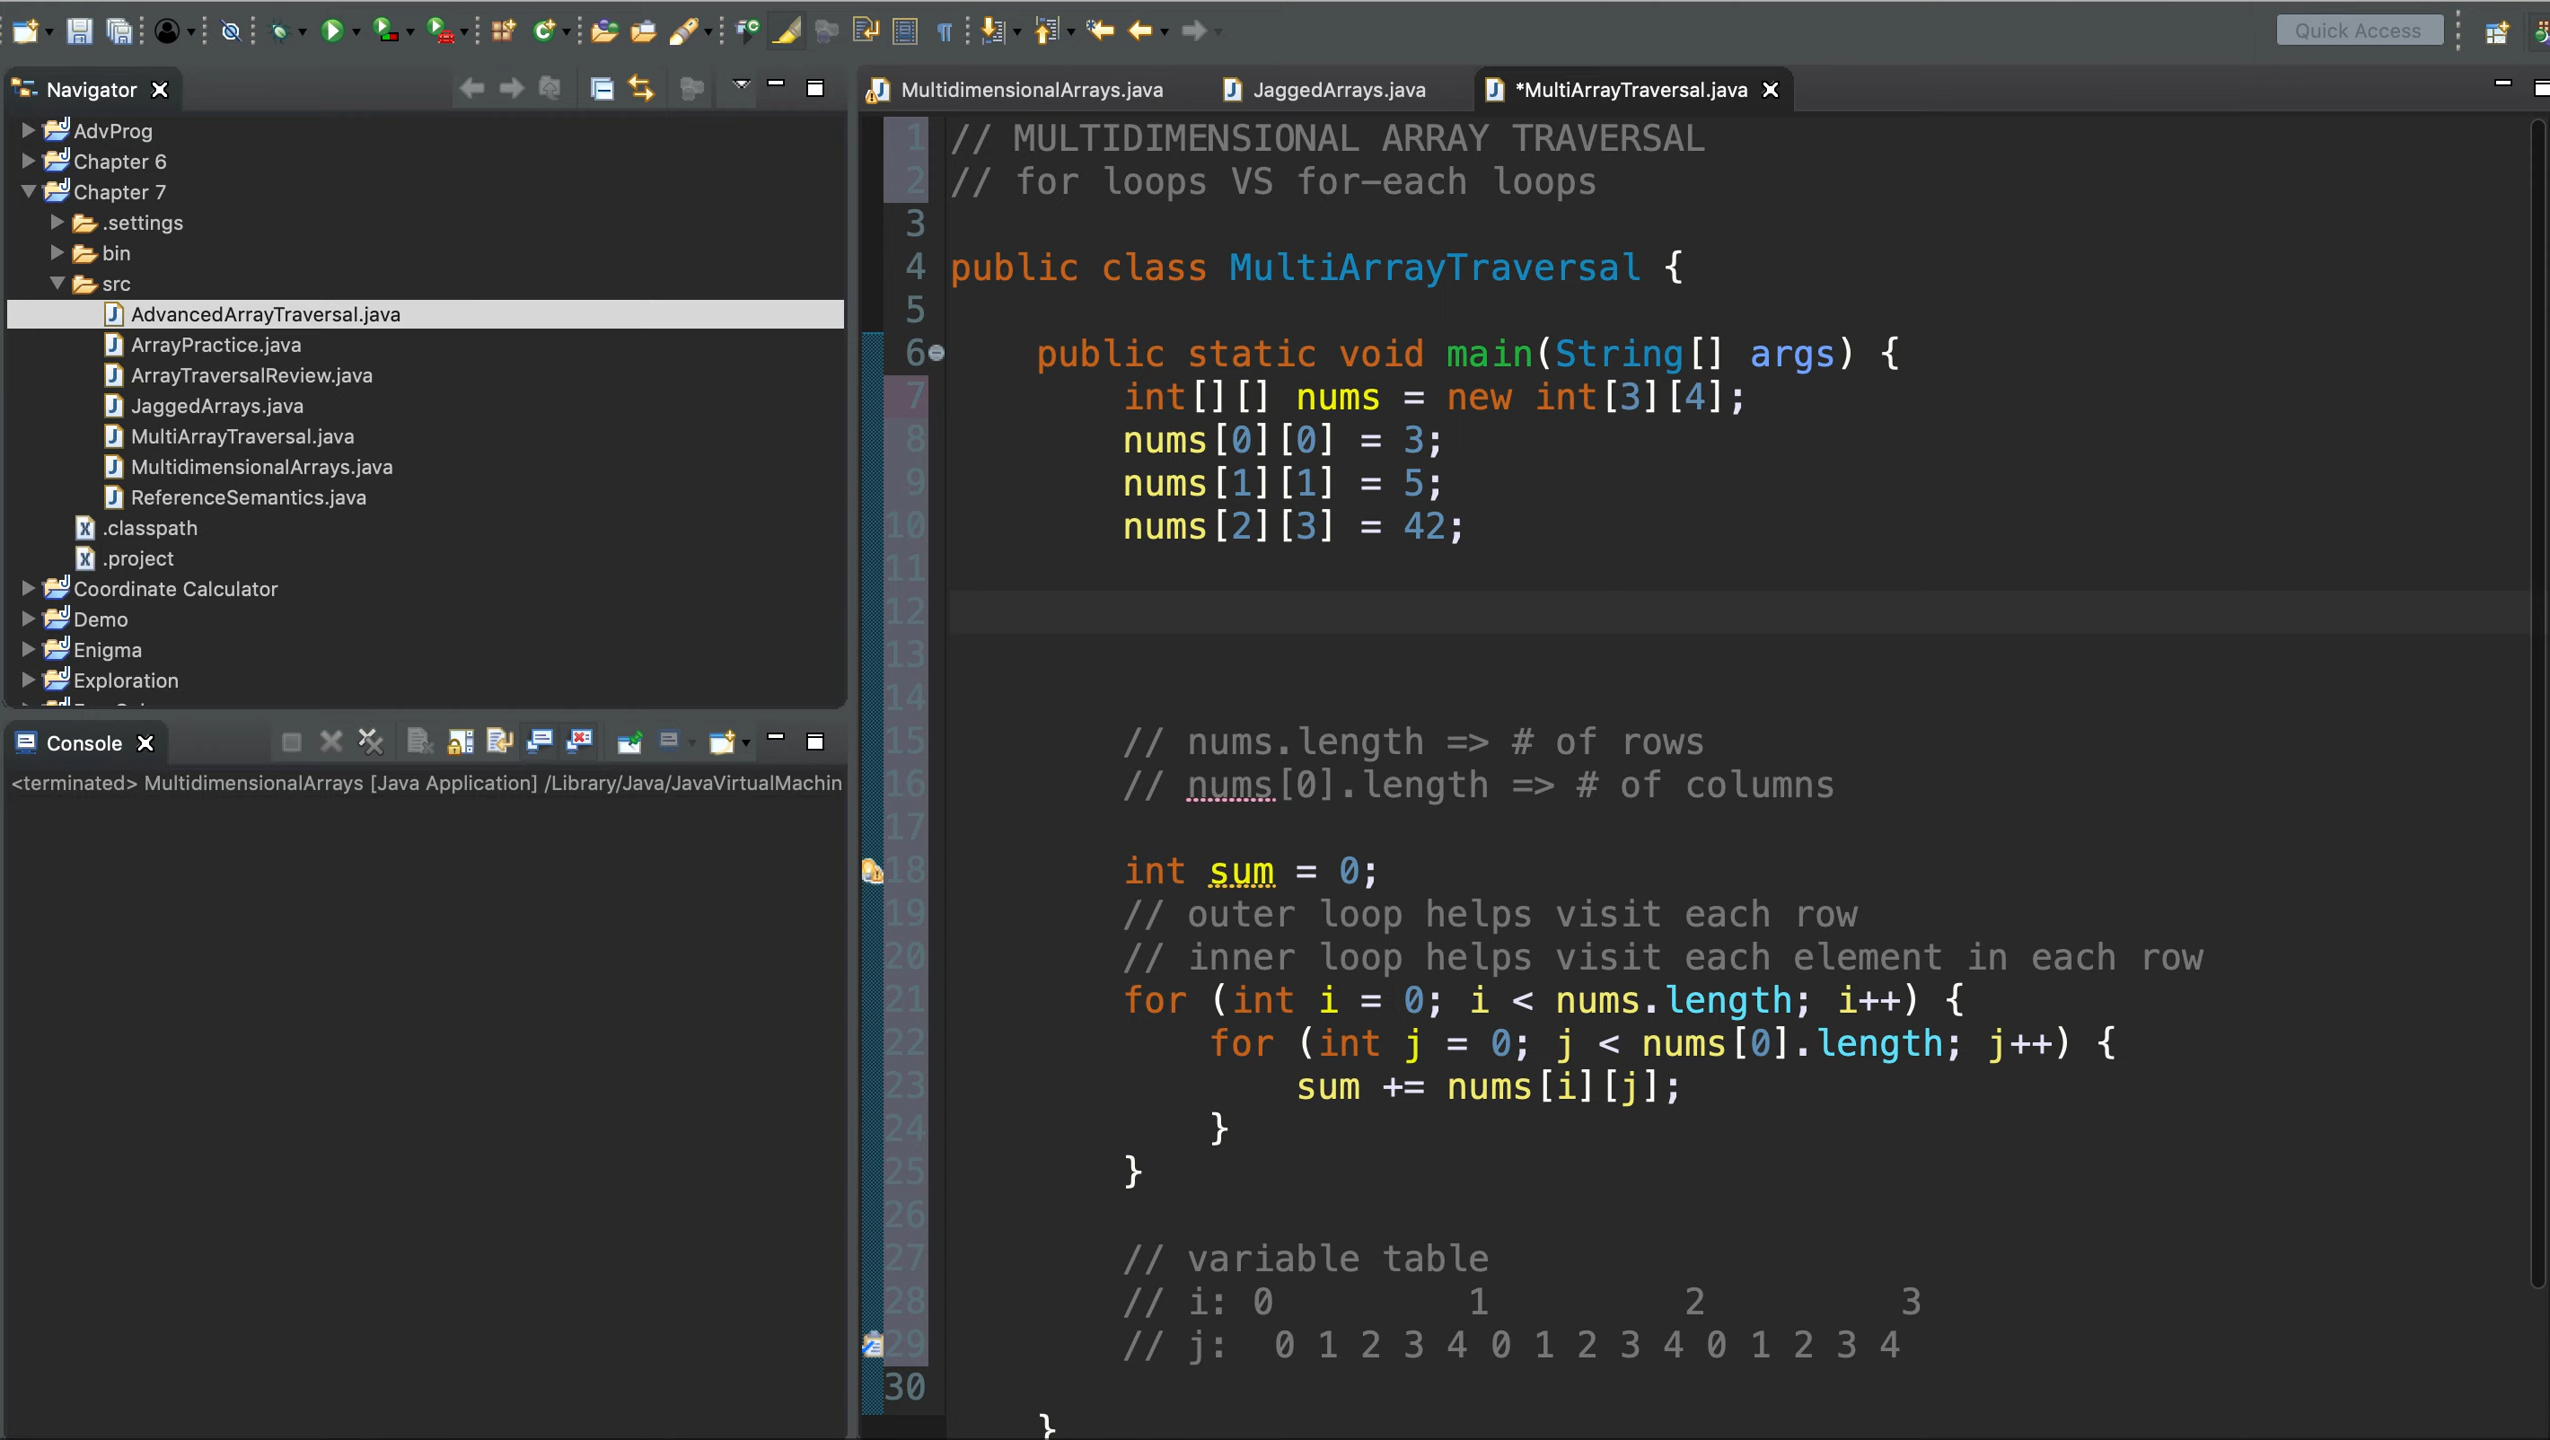 Quick Access
Navigator
AdvProg
Chapter 6
Chapter 7
.settings
bin
src
AdvancedArrayTraversal.java
ArrayPractice.java
ArrayTraversalReview.java
JaggedArrays.java
MultiArrayTraversal.java
MultidimensionalArrays.java
ReferenceSemantics.java
.classpath
.project
Coordinate Calculator
Demo
Enigma
Exploration
Console
<terminated> MultidimensionalArrays [Java Application] /Library/Java/JavaVirtualMachin
MultidimensionalArrays.java
JaggedArrays.java
*MultiArrayTraversal.java
1 // MULTIDIMENSIONAL ARRAY TRAVERSAL
2 // for loops VS for-each loops
3
4 public class MultiArrayTraversal {
5
6 public static void main(String[] args) {
7 int[][] nums = new int[3][4];
8 nums[0][0] = 3;
9 nums[1][1] = 5;
10 nums[2][3] = 42;
11
12
13
14
15 // nums.length => # of rows
16 // nums[0].length => # of columns
17
18 int sum = 0;
19 // outer loop helps visit each row
20 // inner loop helps visit each element in each row
21 for (int i = 0; i < nums.length; i++) {
22 for (int j = 0; j < nums[0].length; j++) {
23 sum += nums[i][j];
24 }
25 }
26
27 // variable table
28 // i: 0 1 2 3
29 // j: 0 1 2 3 4 0 1 2 3 4 0 1 2 3 4
30
}